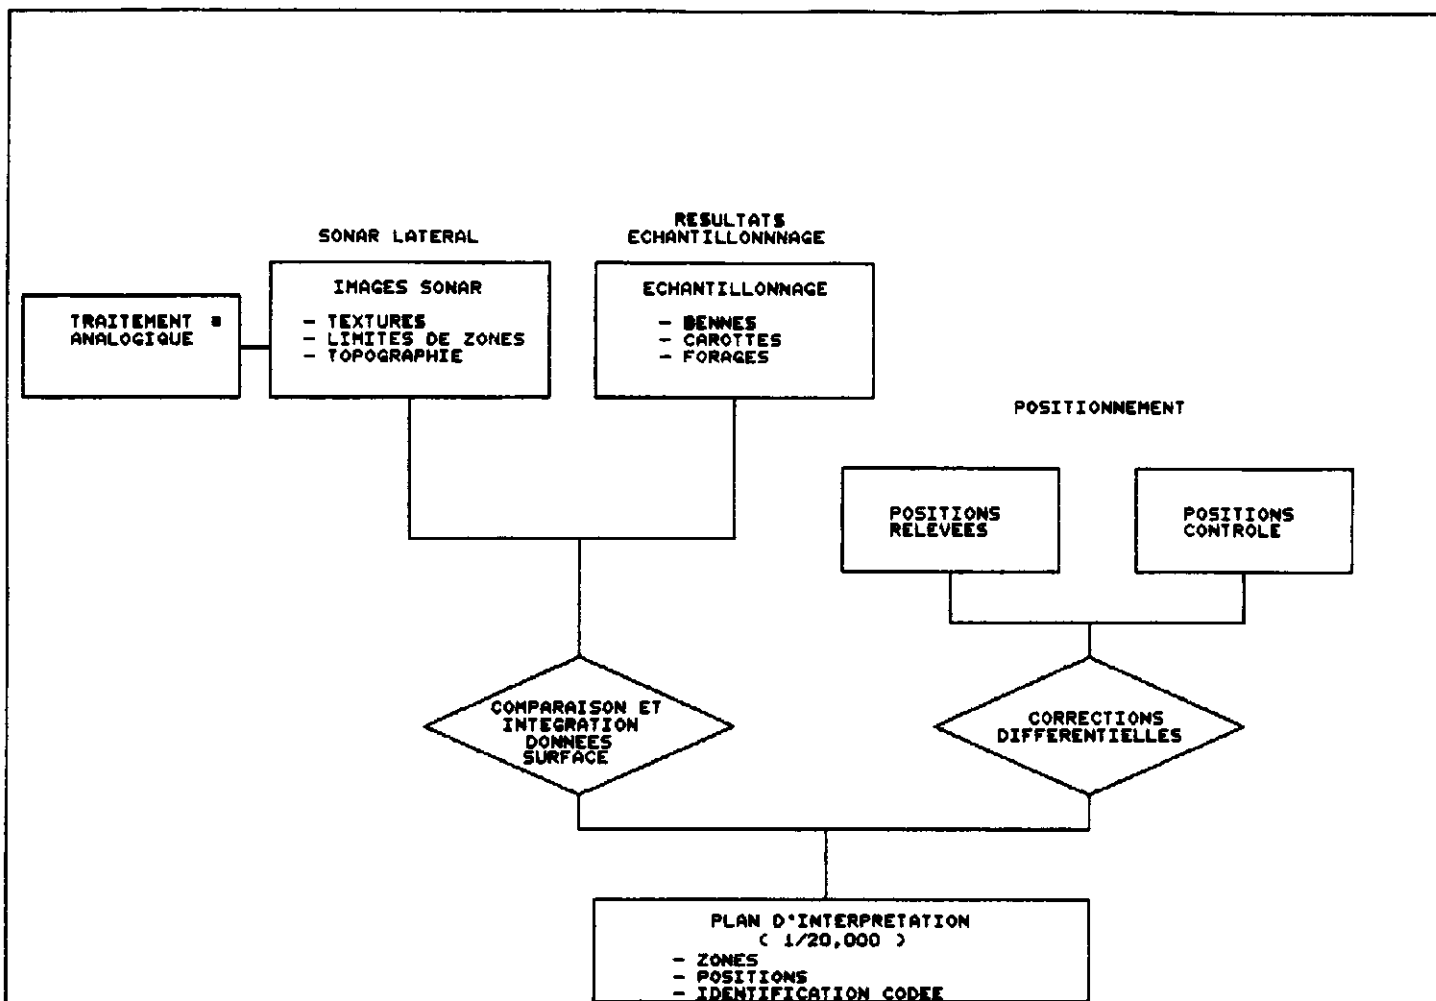 SONAR LATERAL
RESULTATS
ECHANTILLONNNAGE
TRAITEMENT *
ANALOGIQUE
IMAGES SONAR
- TEXTURES
- LIMITES DE ZONES
- TOPOGRAPHIE
ECHANTILLONNAGE
- BENNES
- CAROTTES
- FORAGES
POSITIONNEMENT
POSITIONS
RELEVEES
POSITIONS
CONTROLE
COMPARAISON ET
INTEGRATION
DONNEES
SURFACE
CORRECTIONS
DIFFERENTIELLES
PLAN D'INTERPRETATION
( 1/20,000 )
- ZONES
- POSITIONS
- IDENTIFICATION CODEE